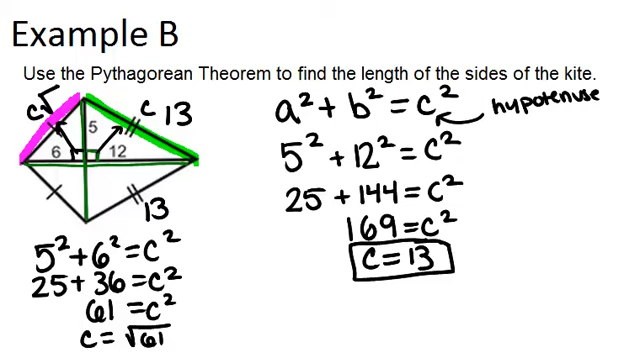 Example B
Use the Pythagorean Theorem to find the length of the sides of the kite.
c√
5
c 13
6
12
13
5² + 6² = c²
25 + 36 = c²
61 = c²
c = √61
a² + b² = c²
hypotenuse
5² + 12² = c²
25 + 144 = c²
169 = c²
c = 13